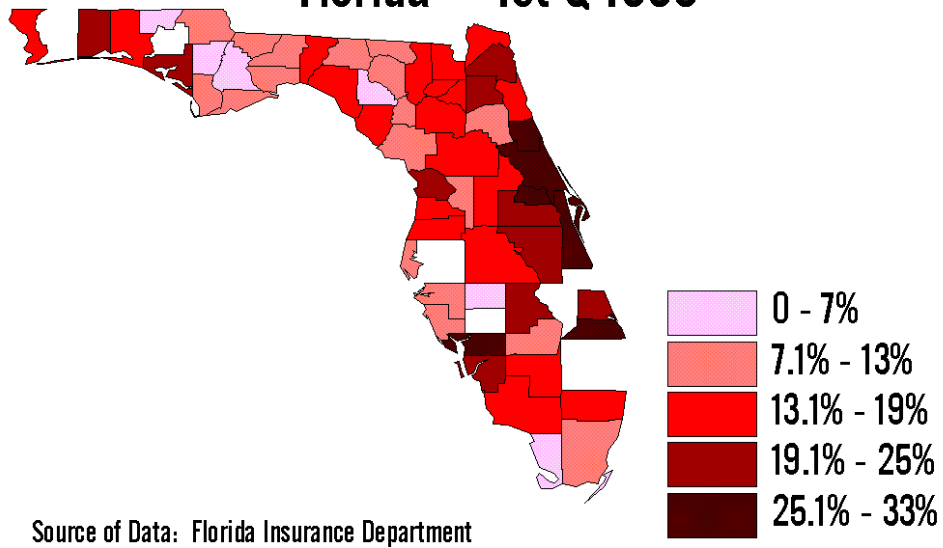 Florida
0 - 7%
7.1% - 13%
13.1% - 19%
19.1% - 25%
25.1% - 33%
Source of Data: Florida Insurance Department